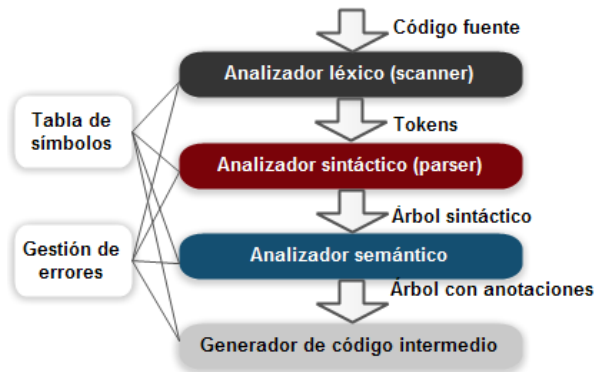 Código fuente
Analizador léxico (scanner)
Tabla de
símbolos
Tokens
Analizador sintáctico (parser)
Árbol sintáctico
Gestión de
errores
Analizador semántico
Árbol con anotaciones
Generador de código intermedio